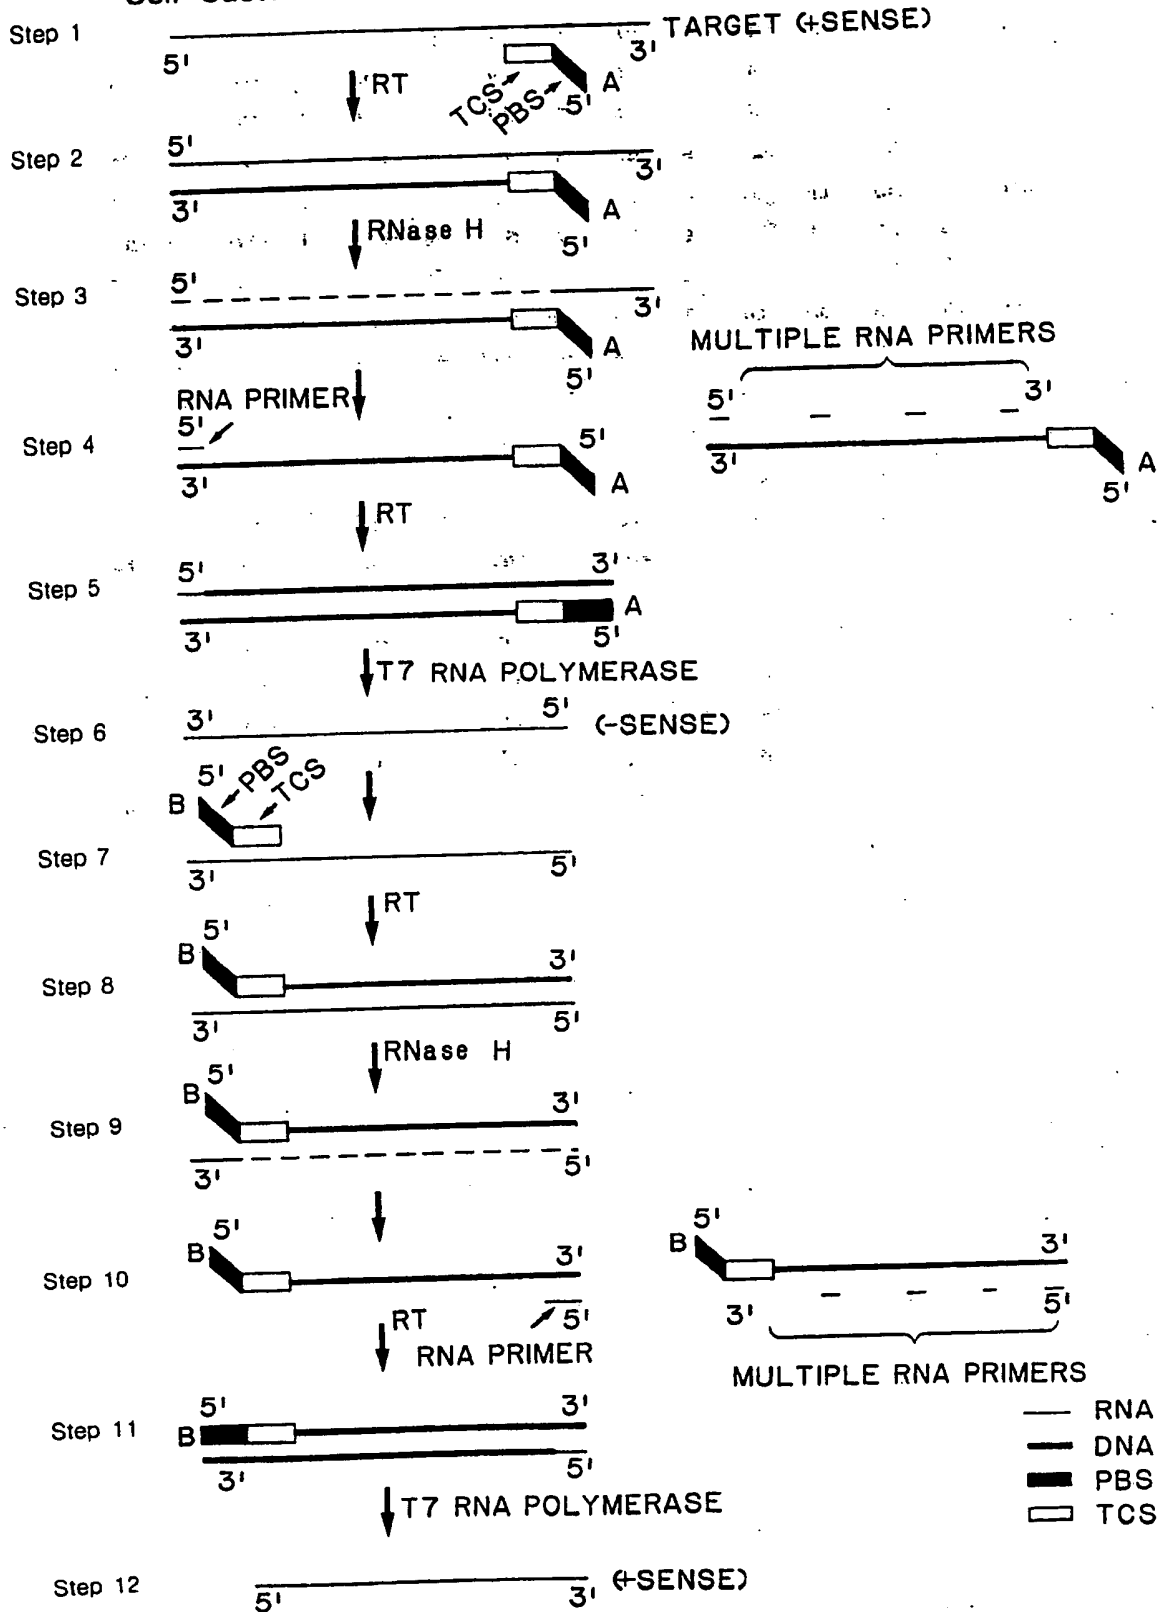 Step 1
5'
3'
TARGET (+SENSE)
TCS
PBS
5'
A
RT
Step 2
5'
3'
3'
A
5'
RNase H
Step 3
5'
3'
3'
A
5'
MULTIPLE RNA PRIMERS
5'
3'
3'
A
5'
RNA PRIMER
Step 4
5'
5'
3'
A
RT
Step 5
5'
3'
A
3'
5'
T7 RNA POLYMERASE
Step 6
3'
5'
(-SENSE)
5'
PBS
TCS
B
Step 7
3'
5'
RT
5'
B
3'
Step 8
3'
5'
RNase H
5'
B
3'
Step 9
3'
5'
5'
B
3'
Step 10
5'
RT
RNA PRIMER
5'
B
3'
3'
5'
MULTIPLE RNA PRIMERS
5'
3'
Step 11
B
3'
5'
T7 RNA POLYMERASE
RNA
DNA
PBS
TCS
Step 12
5'
3'
(+SENSE)